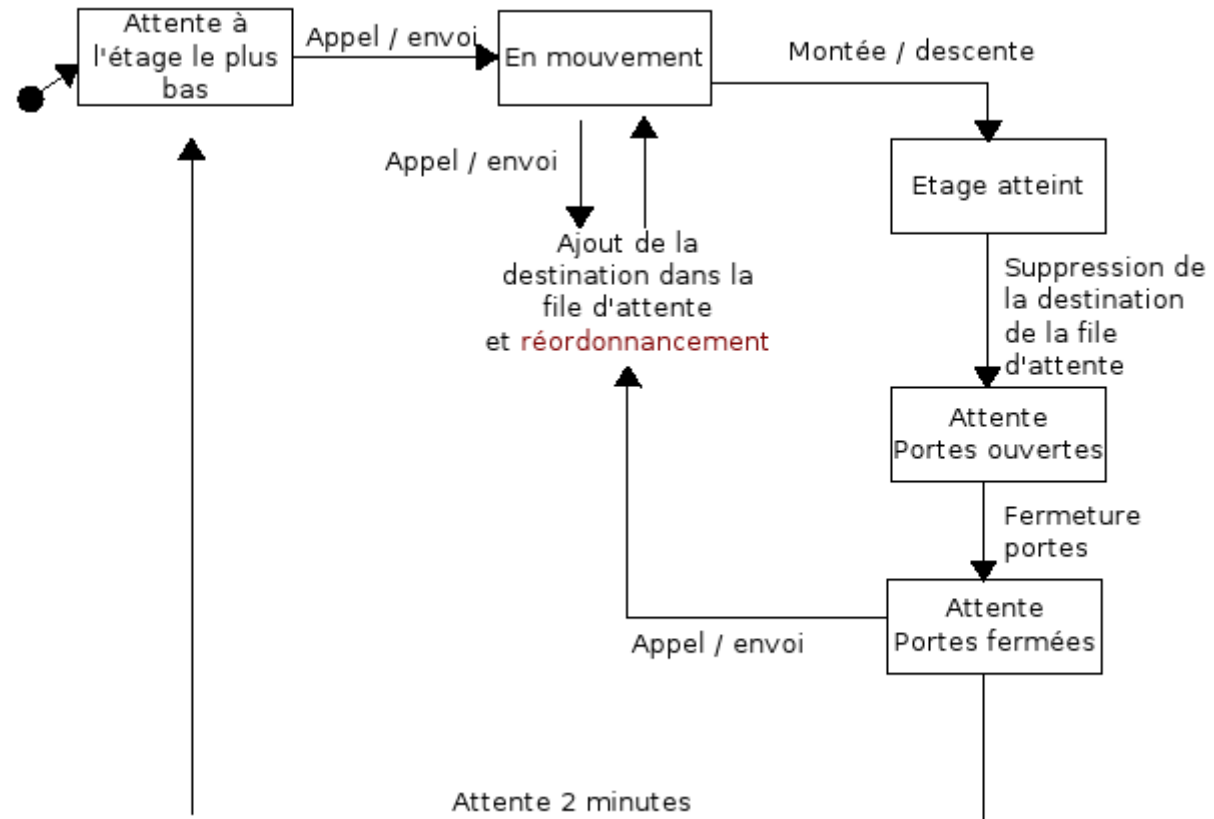 Attente à
l'étage le plus
bas
Appel / envoi
En mouvement
Montée / descente
Appel / envoi
Etage atteint
Ajout de la
destination dans la
file d'attente
et réordonnancement
Suppression de
la destination
de la file
d'attente
Attente
Portes ouvertes
Fermeture
portes
Attente
Portes fermées
Appel / envoi
Attente 2 minutes